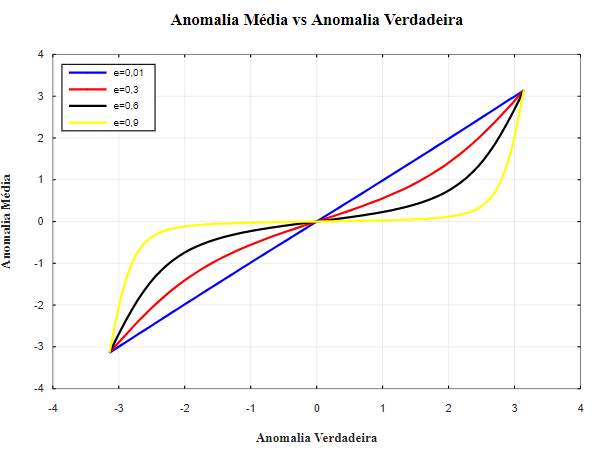 Anomalia Média vs Anomalia Verdadeira
e=0,01
e=0,3
e=0,6
e=0,9
4
3
2
1
0
-1
-2
-3
-4
Anomalia Média
-4 -3 -2 -1 0 1 2 3 4
Anomalia Verdadeira